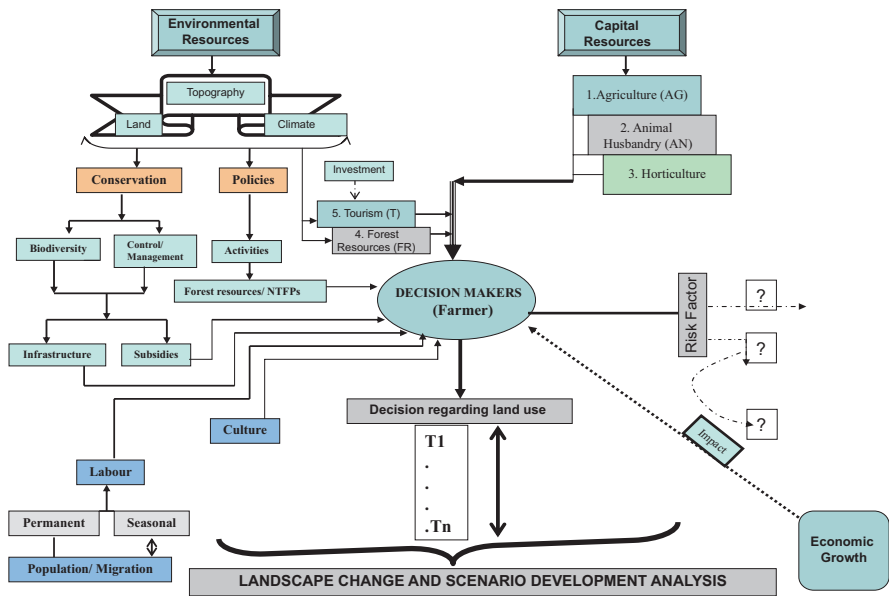 Environmental
Resources
Capital
Resources
Topography
Land
Climate
1.Agriculture (AG)
2. Animal
Husbandry (AN)
3. Horticulture
Conservation
Policies
Investment
5. Tourism (T)
4. Forest
Resources (FR)
Biodiversity
Control/
Management
Activities
Forest resources/ NTFPs
DECISION MAKERS
(Farmer)
Risk Factor
?
?
?
Infrastructure
Subsidies
Decision regarding land use
Culture
T1
.
.
.
.Tn
Impact
Labour
Permanent
Seasonal
Population/ Migration
Economic
Growth
LANDSCAPE CHANGE AND SCENARIO DEVELOPMENT ANALYSIS